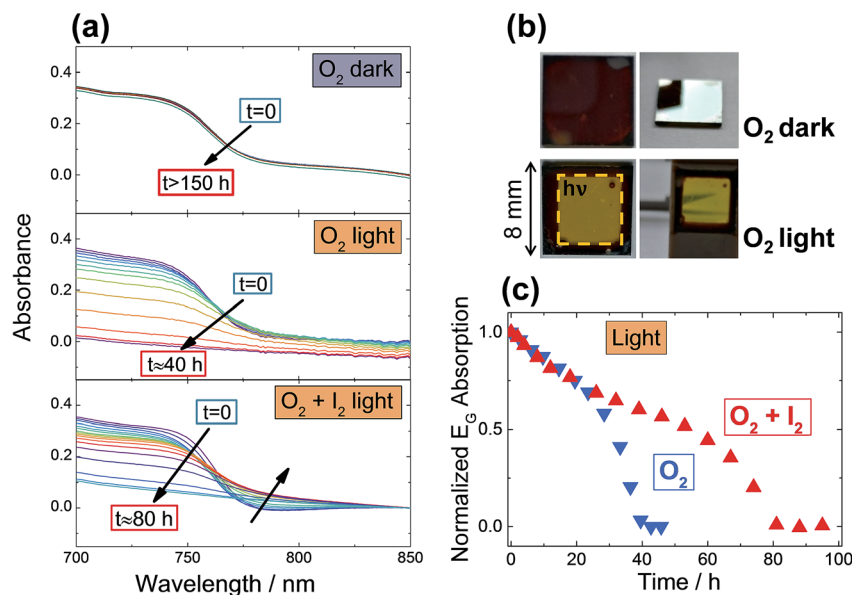 (a)
O₂ dark
t=0
t>150 h
O₂ light
t=0
t≈40 h
O₂ + I₂ light
t=0
t≈80 h
0.4
0.2
0.0
0.4
0.2
0.0
0.4
0.2
0.0
Absorbance
700 750 800 850
Wavelength / nm
(b)
O₂ dark
hν
8 mm
O₂ light
(c)
Light
O₂ + I₂
O₂
1.0
0.5
0.0
Normalized E_G Absorption
0 20 40 60 80 100
Time / h